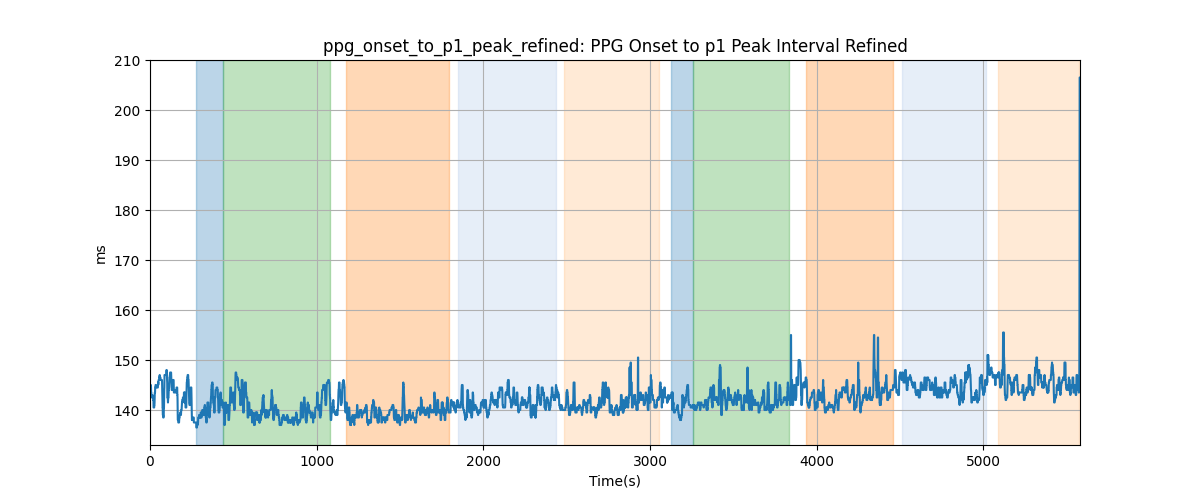 ppg_onset_to_p1_peak_refined: PPG Onset to p1 Peak Interval Refined
210
200
190
180
170
160
150
140
ms
0 1000 2000 3000 4000 5000
Time(s)